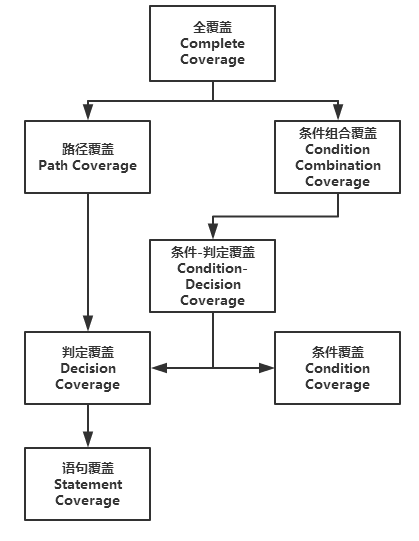 全覆盖
Complete
Coverage
路径覆盖
Path Coverage
条件组合覆盖
Condition
Combination
Coverage
条件-判定覆盖
Condition-
Decision
Coverage
判定覆盖
Decision
Coverage
条件覆盖
Condition
Coverage
语句覆盖
Statement
Coverage